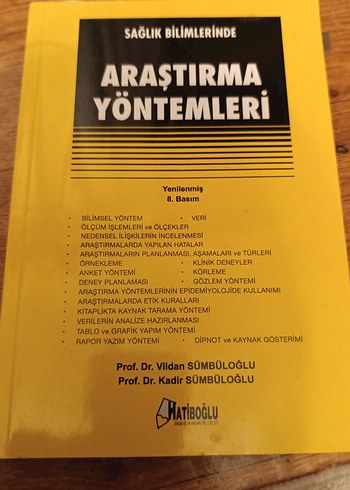 SAĞLIK BİLİMLERİNDE
ARAŞTIRMA
YÖNTEMLERİ
Yenilenmiş
8. Basım
• BİLİMSEL YÖNTEM • VERİ
• ÖLÇÜM İŞLEMLERİ ve ÖLÇEKLER
• NEDENSEL İLİŞKİLERİN İNCELENMESİ
• ARAŞTIRMALARDA YAPILAN HATALAR
• ARAŞTIRMALARIN PLANLANMASI, AŞAMALARI ve TÜRLERİ
• ÖRNEKLEME • KLİNİK DENEYLER
• ANKET YÖNTEMİ • KÖRLEME
• DENEY PLANLAMASI • GÖZLEM YÖNTEMİ
• ARAŞTIRMA YÖNTEMLERİNİN EPİDEMİYOLOJİDE KULLANIMI
• ARAŞTIRMALARDA ETİK KURALLARI
• KİTAPLIKTA KAYNAK TARAMA YÖNTEMİ
• VERİLERİN ANALİZE HAZIRLANMASI
• TABLO ve GRAFİK YAPIM YÖNTEMİ
• RAPOR YAZIM YÖNTEMİ • DİPNOT ve KAYNAK GÖSTERİMİ
Prof. Dr. Vildan SÜMBÜLOĞLU
Prof. Dr. Kadir SÜMBÜLOĞLU
HATİBOĞLU